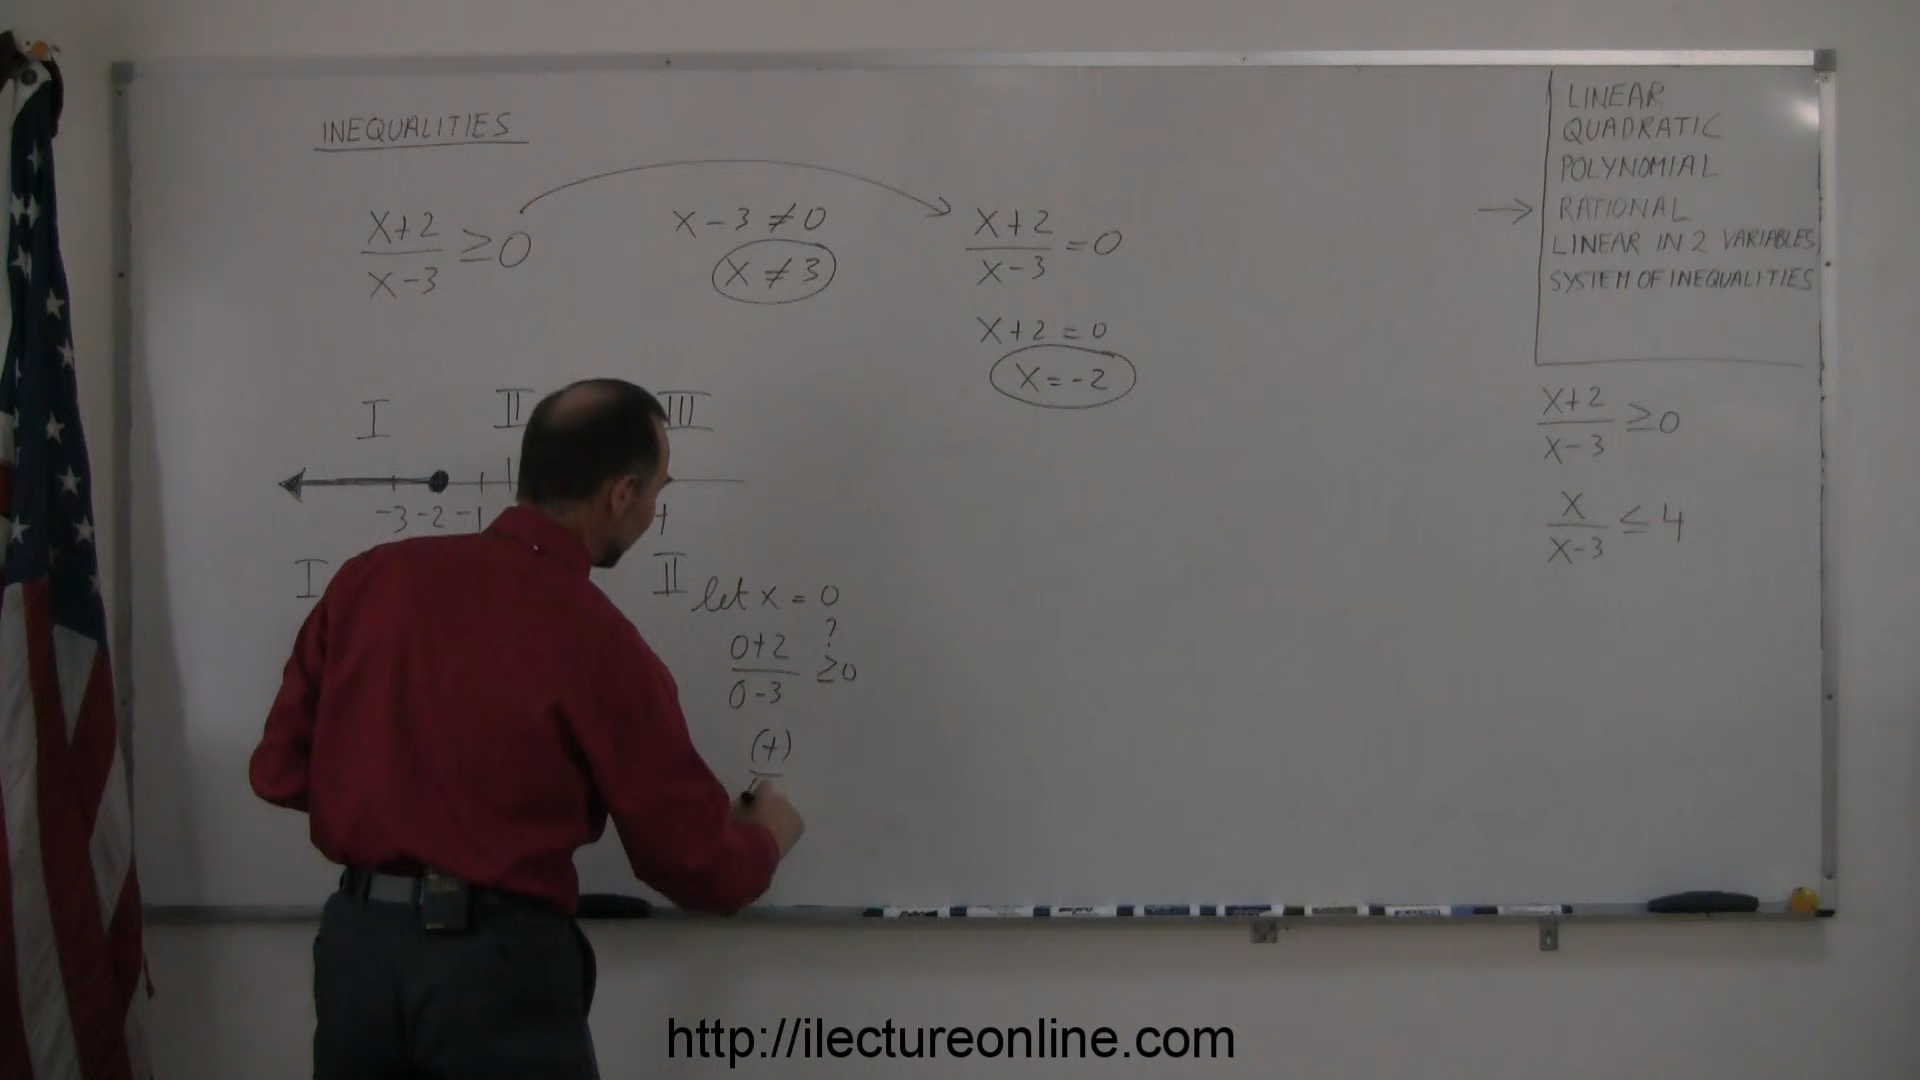 INEQUALITIES
x+2
x-3
≥0
x-3≠0
x≠3
x+2
x-3
=0
x+2=0
x=-2
I
II
III
-3 -2 -1
I
II let x = 0
0+2
0-3
?
≥0
(+)
LINEAR
QUADRATIC
POLYNOMIAL
RATIONAL
LINEAR IN 2 VARIABLES
SYSTEM OF INEQUALITIES
x+2
x-3
≥0
x
x-3
≤4
http://ilectureonline.com